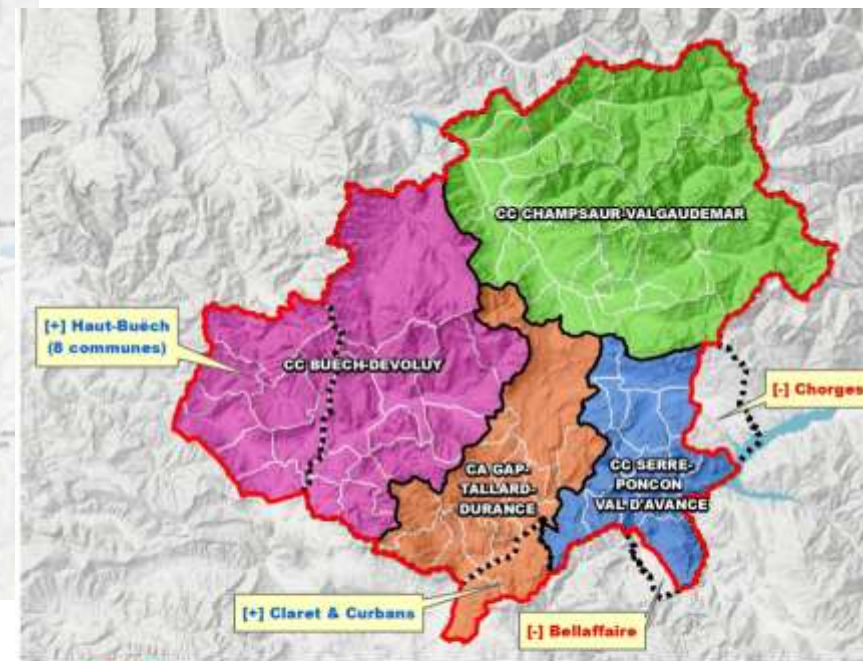 CC CHAMPSAUR-VALGAUDEMAR
[+] Haut-Buëch
(8 communes)
CC BUËCH-DEVOLUY
[-] Chorges
CA GAP-
TALLARD-
DURANCE
CC SERRE-
PONCON
VAL D'AVANCE
[+] Claret & Curbans
[-] Bellaffaire